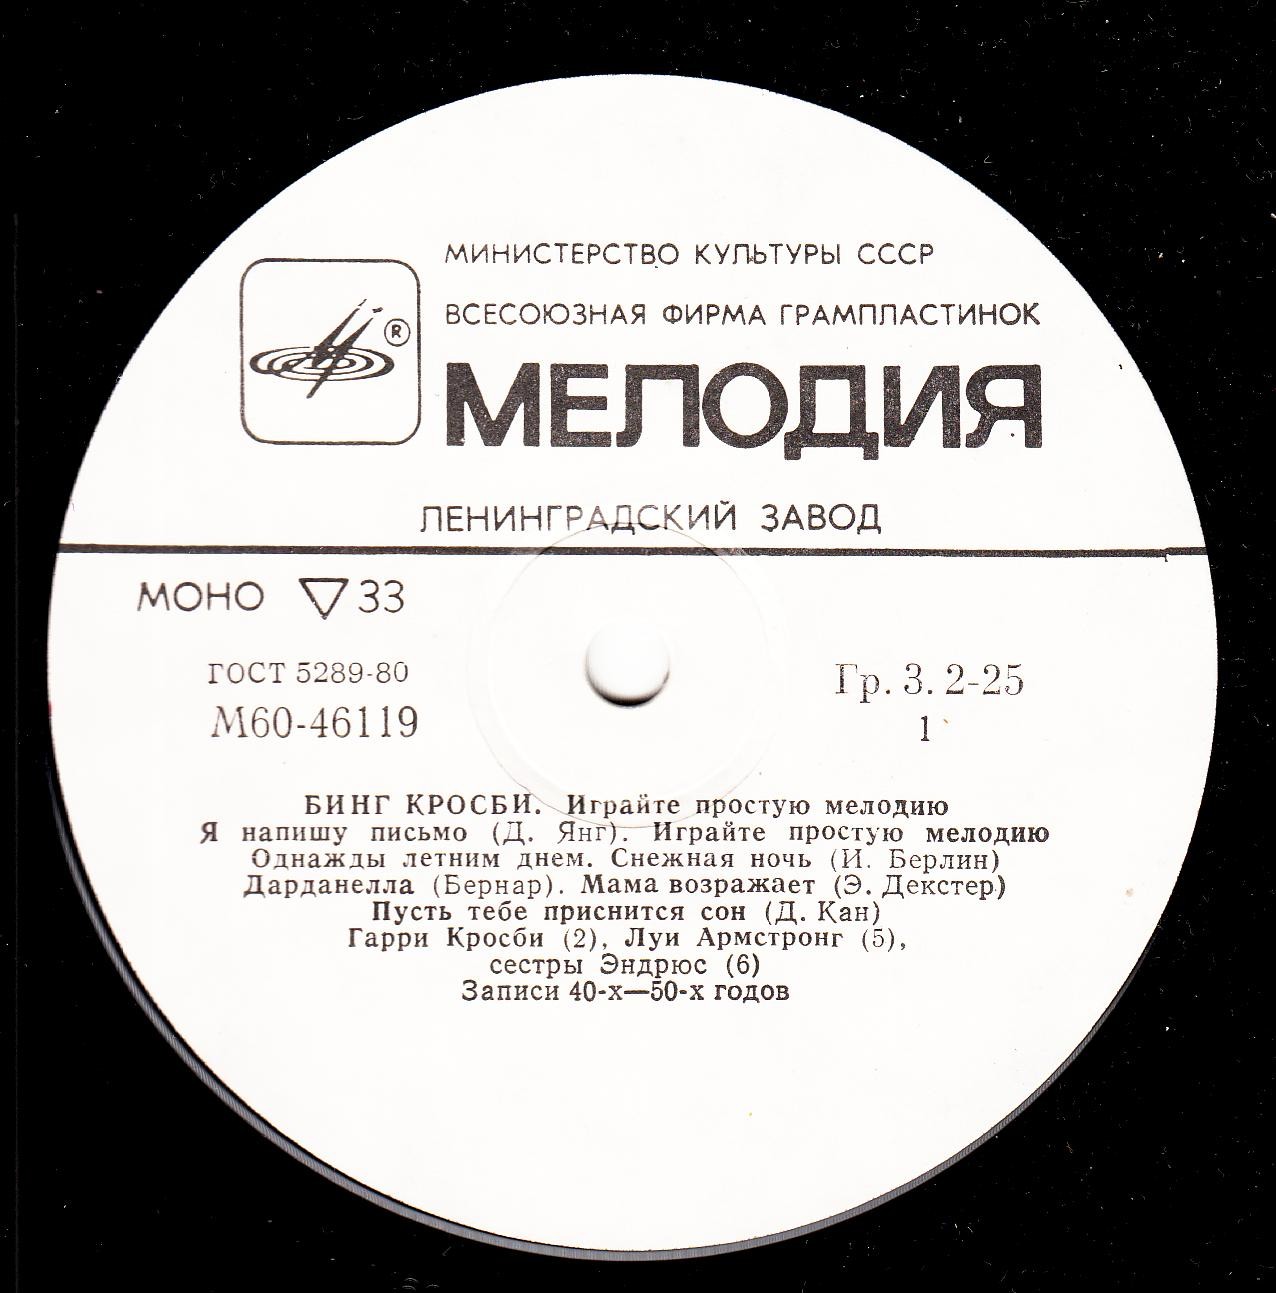 МИНИСТЕРСТВО КУЛЬТУРЫ СССР
ВСЕСОЮЗНАЯ ФИРМА ГРАМПЛАСТИНОК
®
МЕЛОДИЯ
ЛЕНИНГРАДСКИЙ ЗАВОД
МОНО ▽ 33
ГОСТ 5289-80
Гр. 3. 2-25
М60-46119
1
БИНГ КРОСБИ. Играйте простую мелодию
Я напишу письмо (Д. Янг). Играйте простую мелодию
Однажды летним днем. Снежная ночь (И. Берлин)
Дарданелла (Бернар). Мама возражает (Э. Декстер)
Пусть тебе приснится сон (Д. Кан)
Гарри Кросби (2), Луи Армстронг (5),
сестры Эндрюс (6)
Записи 40-х—50-х годов